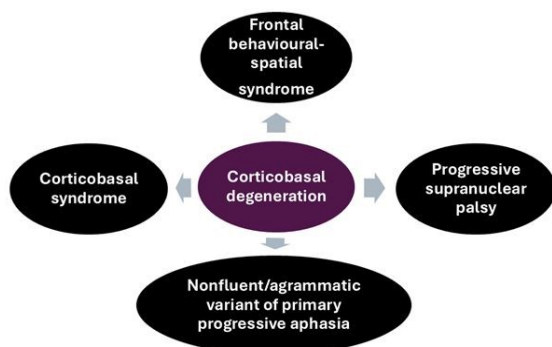 Frontal
behavioural-
spatial
syndrome
Corticobasal
syndrome
Corticobasal
degeneration
Progressive
supranuclear
palsy
Nonfluent/agrammatic
variant of primary
progressive aphasia